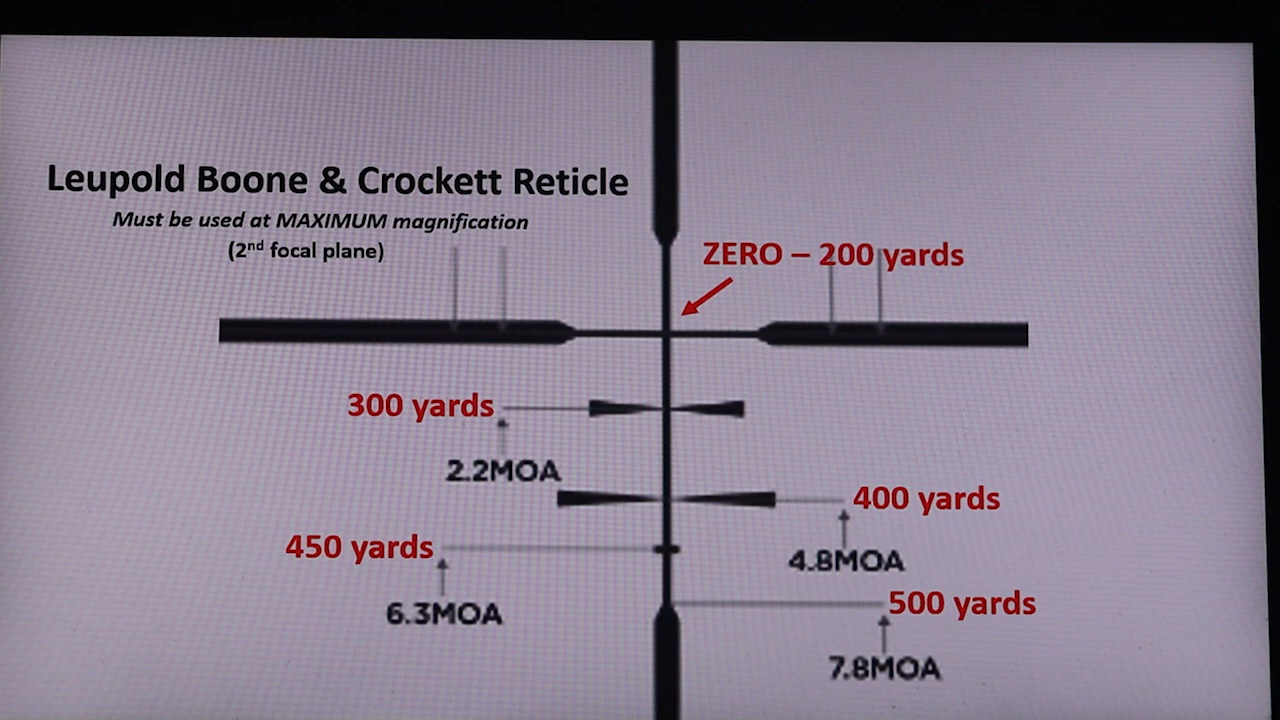 Leupold Boone & Crockett Reticle
Must be used at MAXIMUM magnification
(2nd focal plane)
ZERO – 200 yards
300 yards
2.2MOA
400 yards
4.8MOA
450 yards
6.3MOA
500 yards
7.8MOA